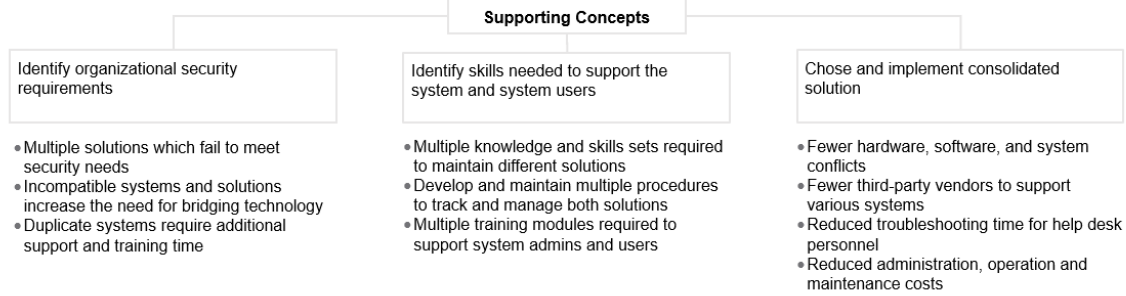 Supporting Concepts
Identify organizational security
requirements
• Multiple solutions which fail to meet
security needs
• Incompatible systems and solutions
increase the need for bridging technology
• Duplicate systems require additional
support and training time
Identify skills needed to support the
system and system users
• Multiple knowledge and skills sets required
to maintain different solutions
• Develop and maintain multiple procedures
to track and manage both solutions
• Multiple training modules required to
support system admins and users
Chose and implement consolidated
solution
• Fewer hardware, software, and system
conflicts
• Fewer third-party vendors to support
various systems
• Reduced troubleshooting time for help desk
personnel
• Reduced administration, operation and
maintenance costs